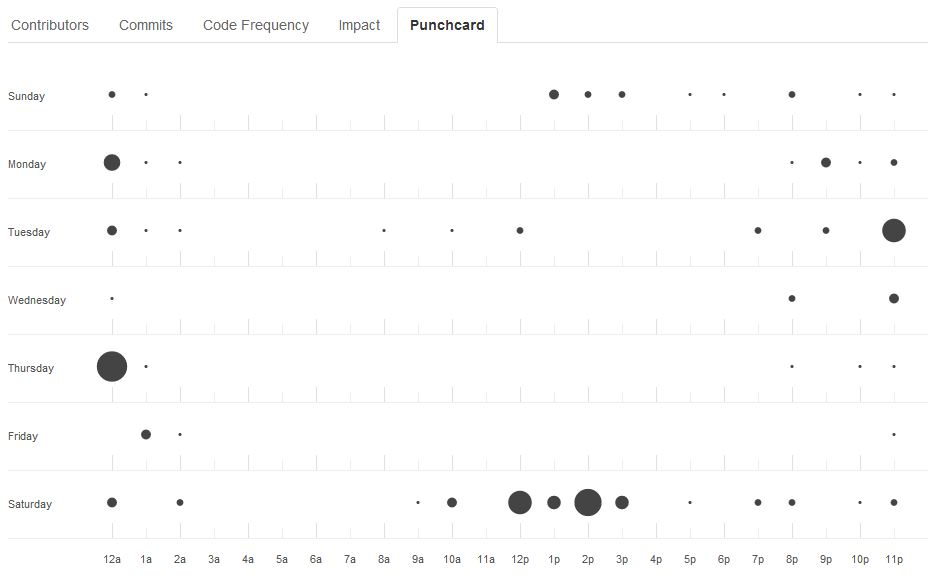 Contributors Commits Code Frequency Impact Punchcard
Sunday
Monday
Tuesday
Wednesday
Thursday
Friday
Saturday
12a 1a 2a 3a 4a 5a 6a 7a 8a 9a 10a 11a 12p 1p 2p 3p 4p 5p 6p 7p 8p 9p 10p 11p